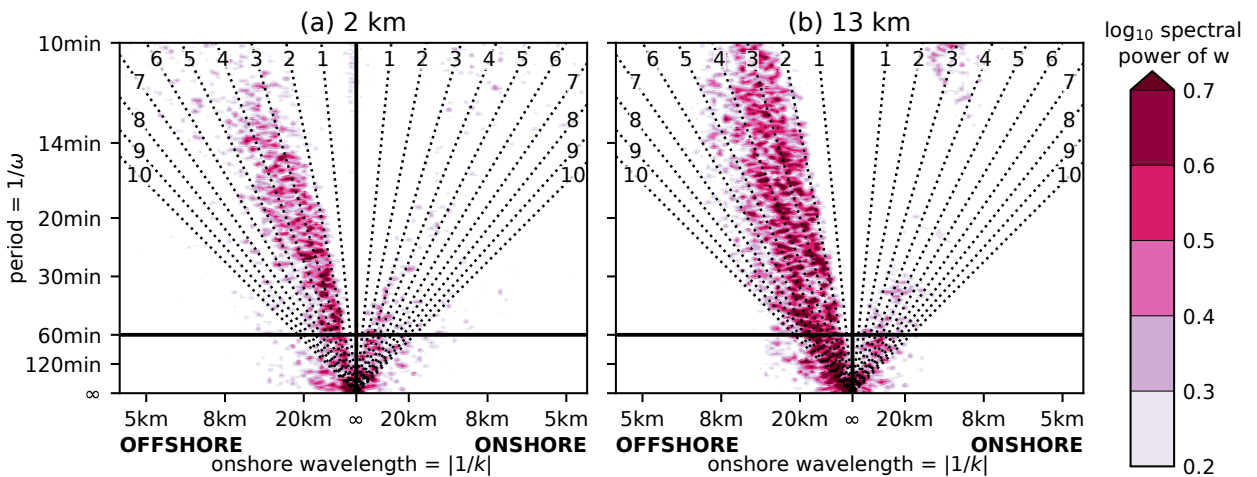 (a) 2 km
(b) 13 km
log10 spectral
power of w
10min
14min
20min
30min
60min
120min
∞
period = 1/ω
6 5 4 3 2 1 1 2 3 4 5 6
7 7
8 8
9 9
10 10
6 5 4 3 2 1 1 2 3 4 5 6
7 7
8 8
9 9
10 10
0.7
0.6
0.5
0.4
0.3
0.2
5km 8km 20km ∞ 20km 8km 5km
5km 8km 20km ∞ 20km 8km 5km
OFFSHORE ONSHORE
OFFSHORE ONSHORE
onshore wavelength = |1/k|
onshore wavelength = |1/k|